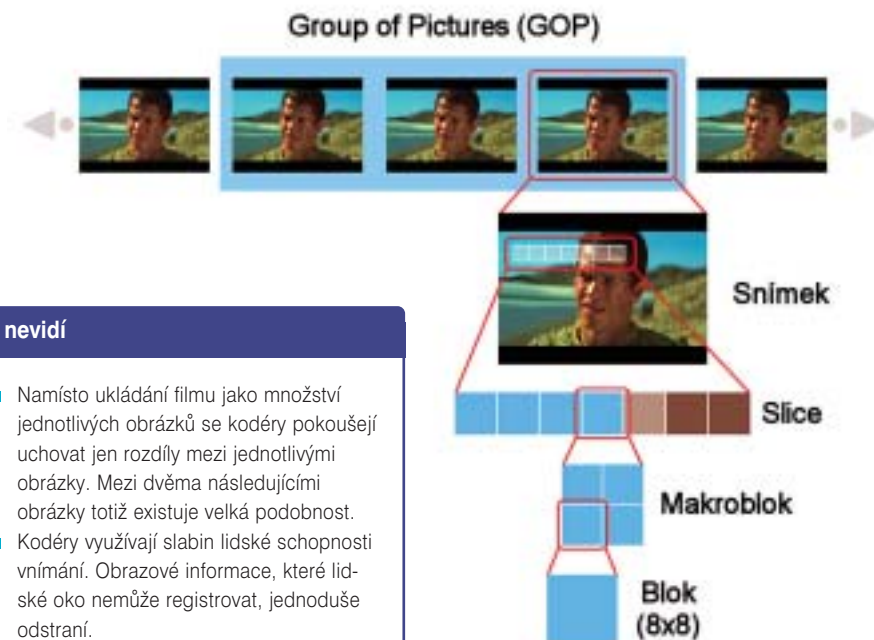 Group of Pictures (GOP)
Snímek
nevidí
Namísto ukládání filmu jako množství
jednotlivých obrázků se kodéry pokoušejí
uchovat jen rozdíly mezi jednotlivými
obrázky. Mezi dvěma následujícími
obrázky totiž existuje velká podobnost.
Kodéry využívají slabin lidské schopnosti
vnímání. Obrazové informace, které lid-
ské oko nemůže registrovat, jednoduše
odstraní.
Slice
Makroblok
Blok
(8x8)